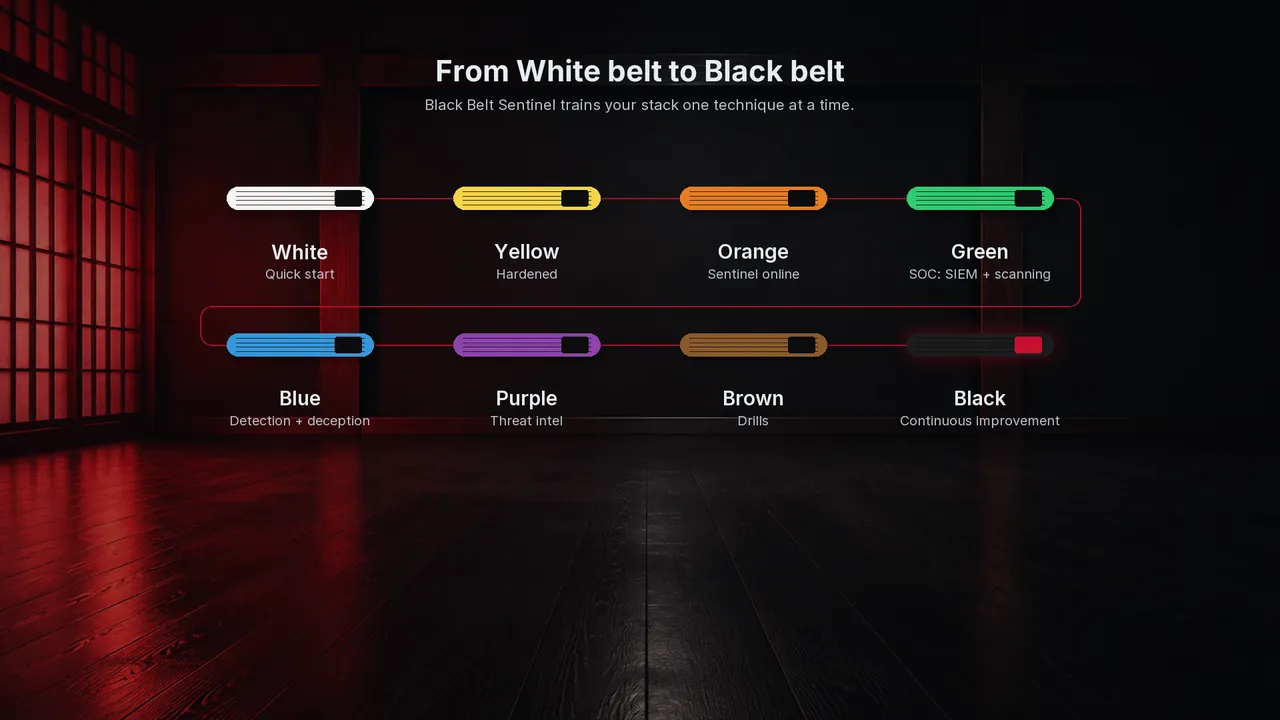 From White belt to Black belt
Black Belt Sentinel trains your stack one technique at a time.
White
Quick start
Yellow
Hardened
Orange
Sentinel online
Green
SOC: SIEM + scanning
Blue
Detection + deception
Purple
Threat intel
Brown
Drills
Black
Continuous improvement